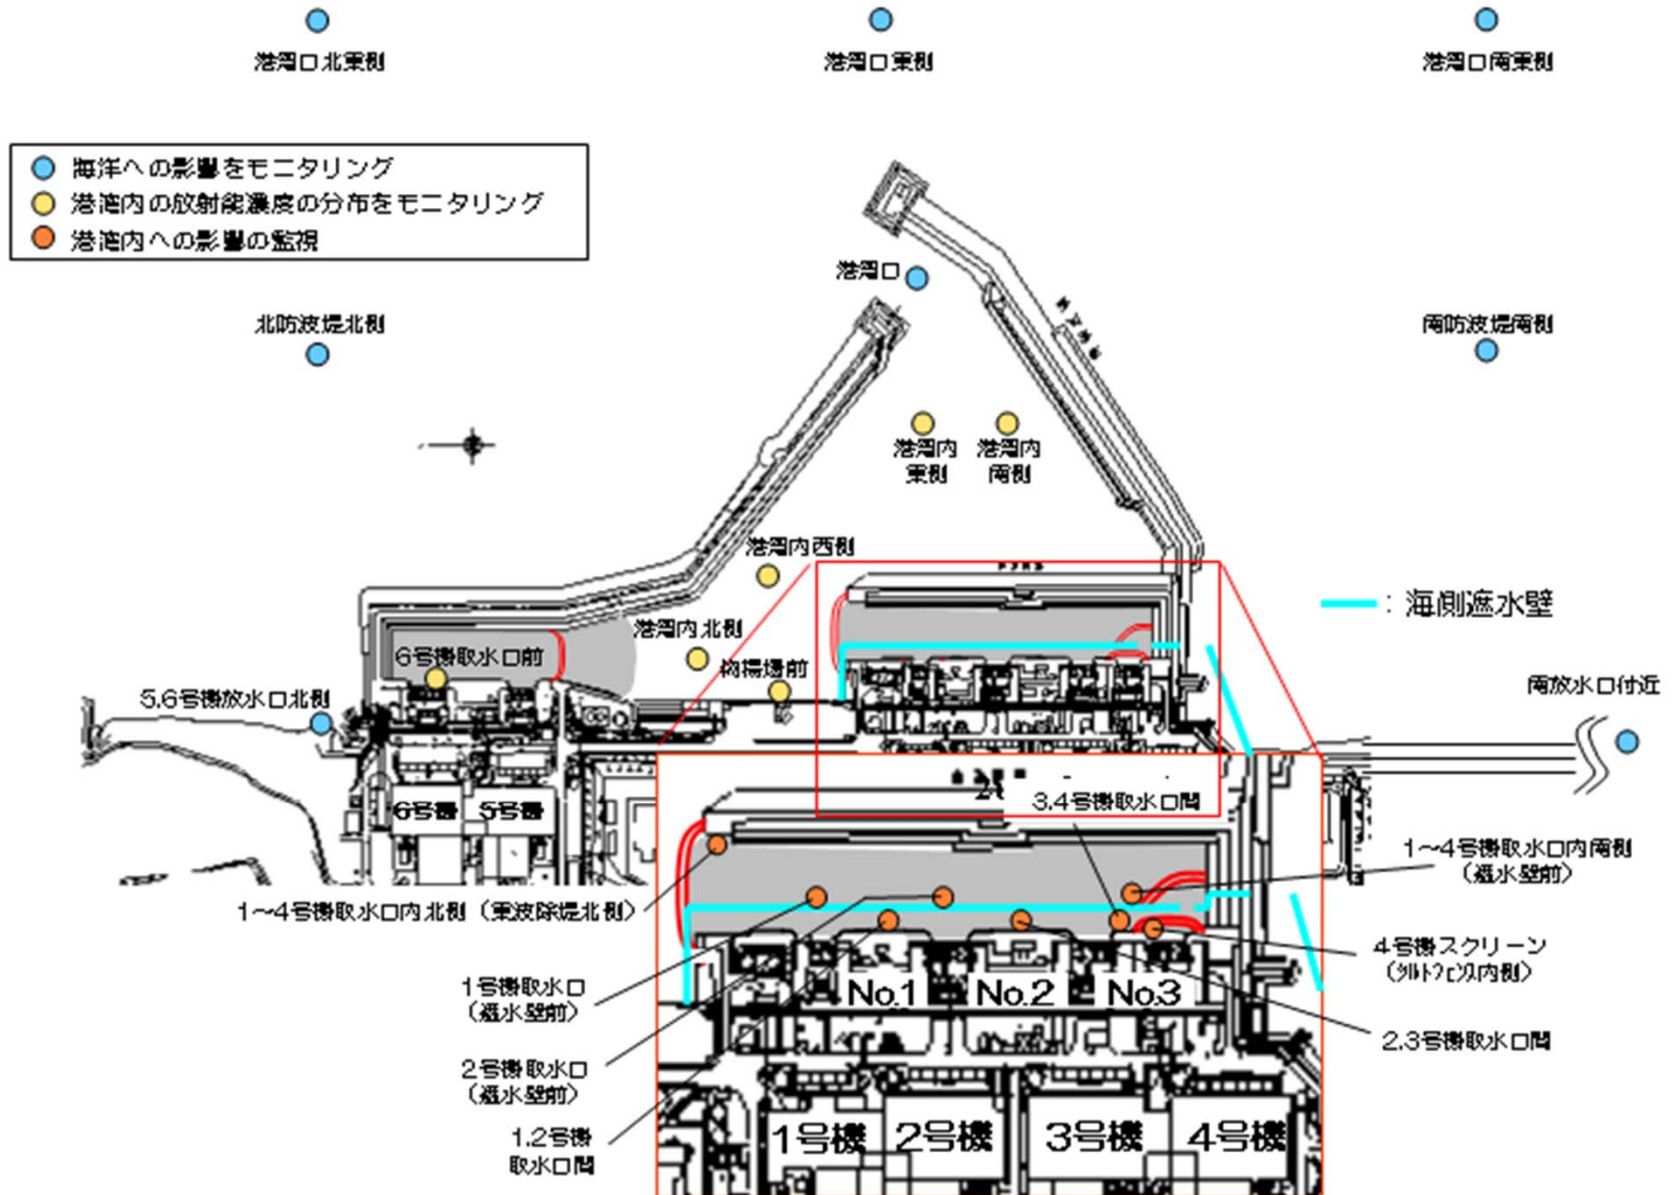 港湾口北東側
港湾口東側
港湾口南東側
海洋への影響をモニタリング
港湾内の放射能濃度の分布をモニタリング
港湾内への影響の監視
港湾口
北防波堤北側
南防波堤南側
港湾内
東側
港湾内
南側
港湾内西側
：海側遮水壁
港湾内北側
6号機取水口前
物揚場前
5.6号機放水口北側
南放水口付近
6号機
5号機
3.4号機取水口間
1〜4号機取水口内南側
（遮水壁前）
1〜4号機取水口内北側（東波除堤北側）
4号機スクリーン
（シルトフェンス内側）
1号機取水口
（遮水壁前）
No.1
No.2
No.3
2.3号機取水口間
2号機取水口
（遮水壁前）
1.2号機
取水口間
1号機
2号機
3号機
4号機